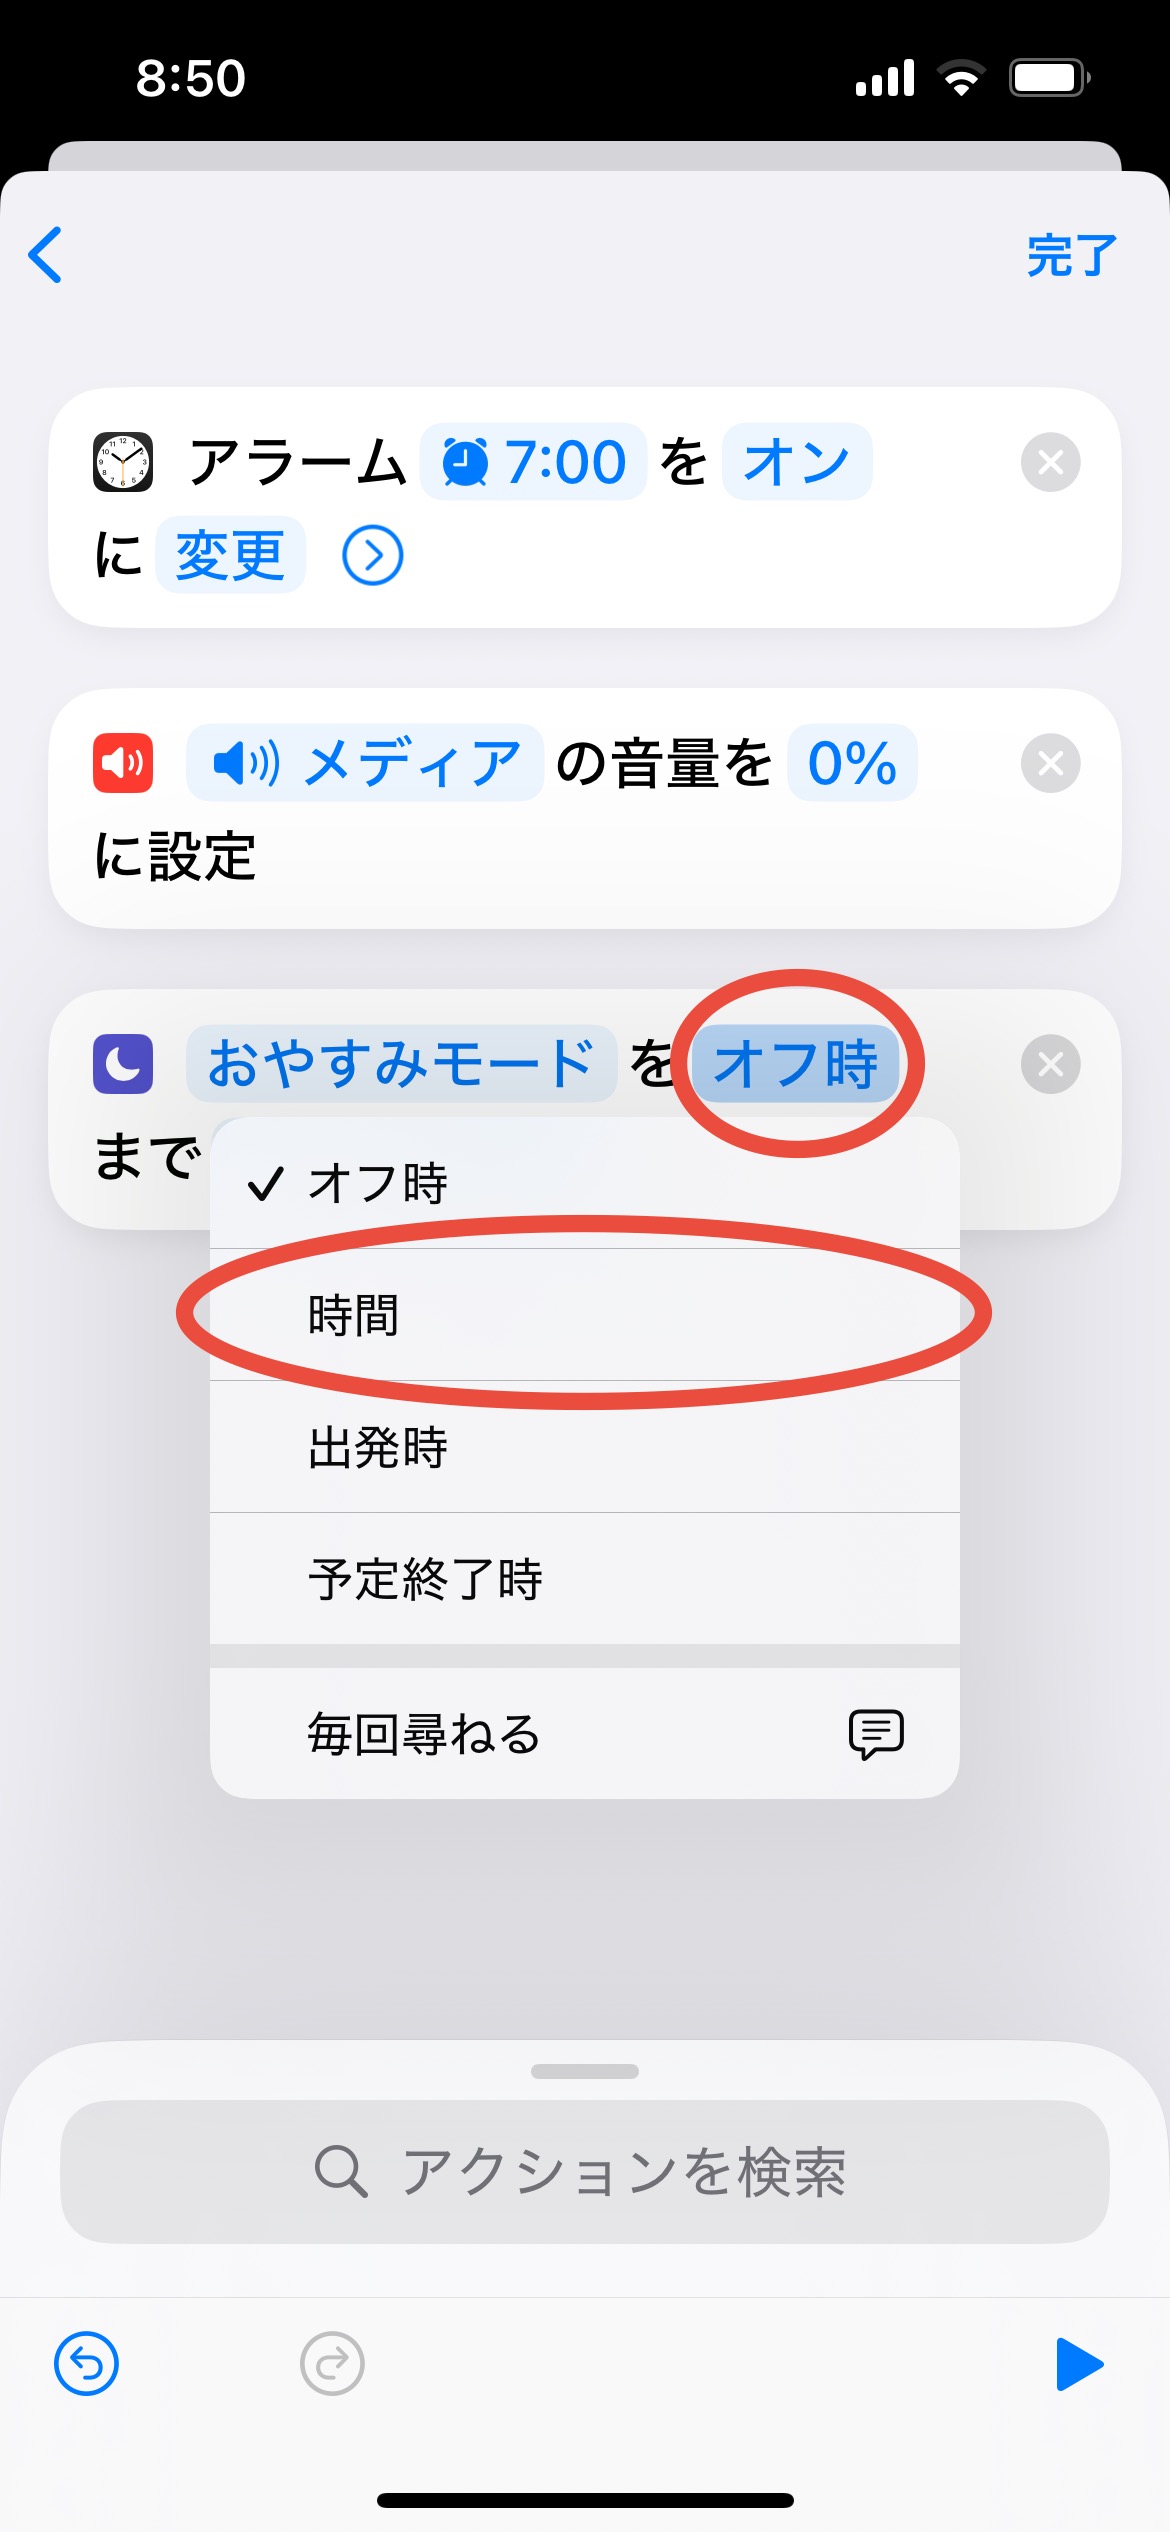 8:50
完了
アラーム 7:00 を オン
に 変更
メディア の音量を 0%
に設定
おやすみモード を オフ時
まで
オフ時
時間
出発時
予定終了時
毎回尋ねる
アクションを検索